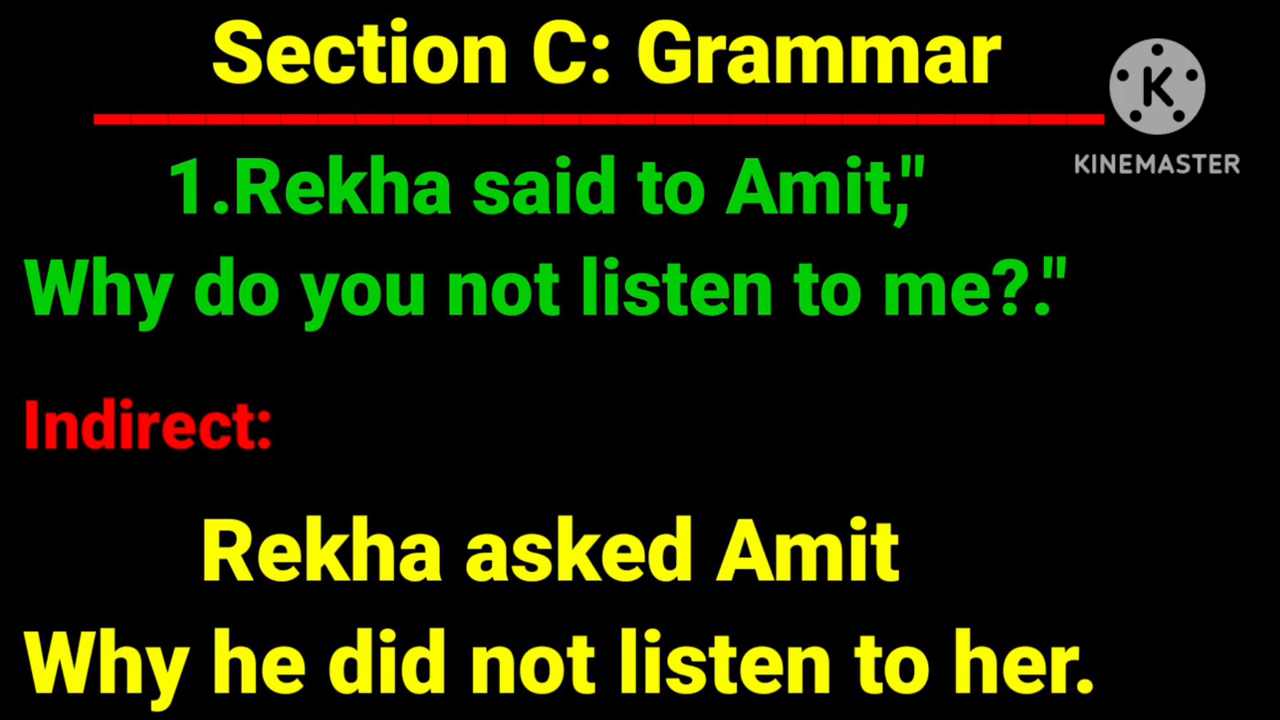 Section C: Grammar
KINEMASTER
1.Rekha said to Amit,"
Why do you not listen to me?."
Indirect:
Rekha asked Amit
Why he did not listen to her.